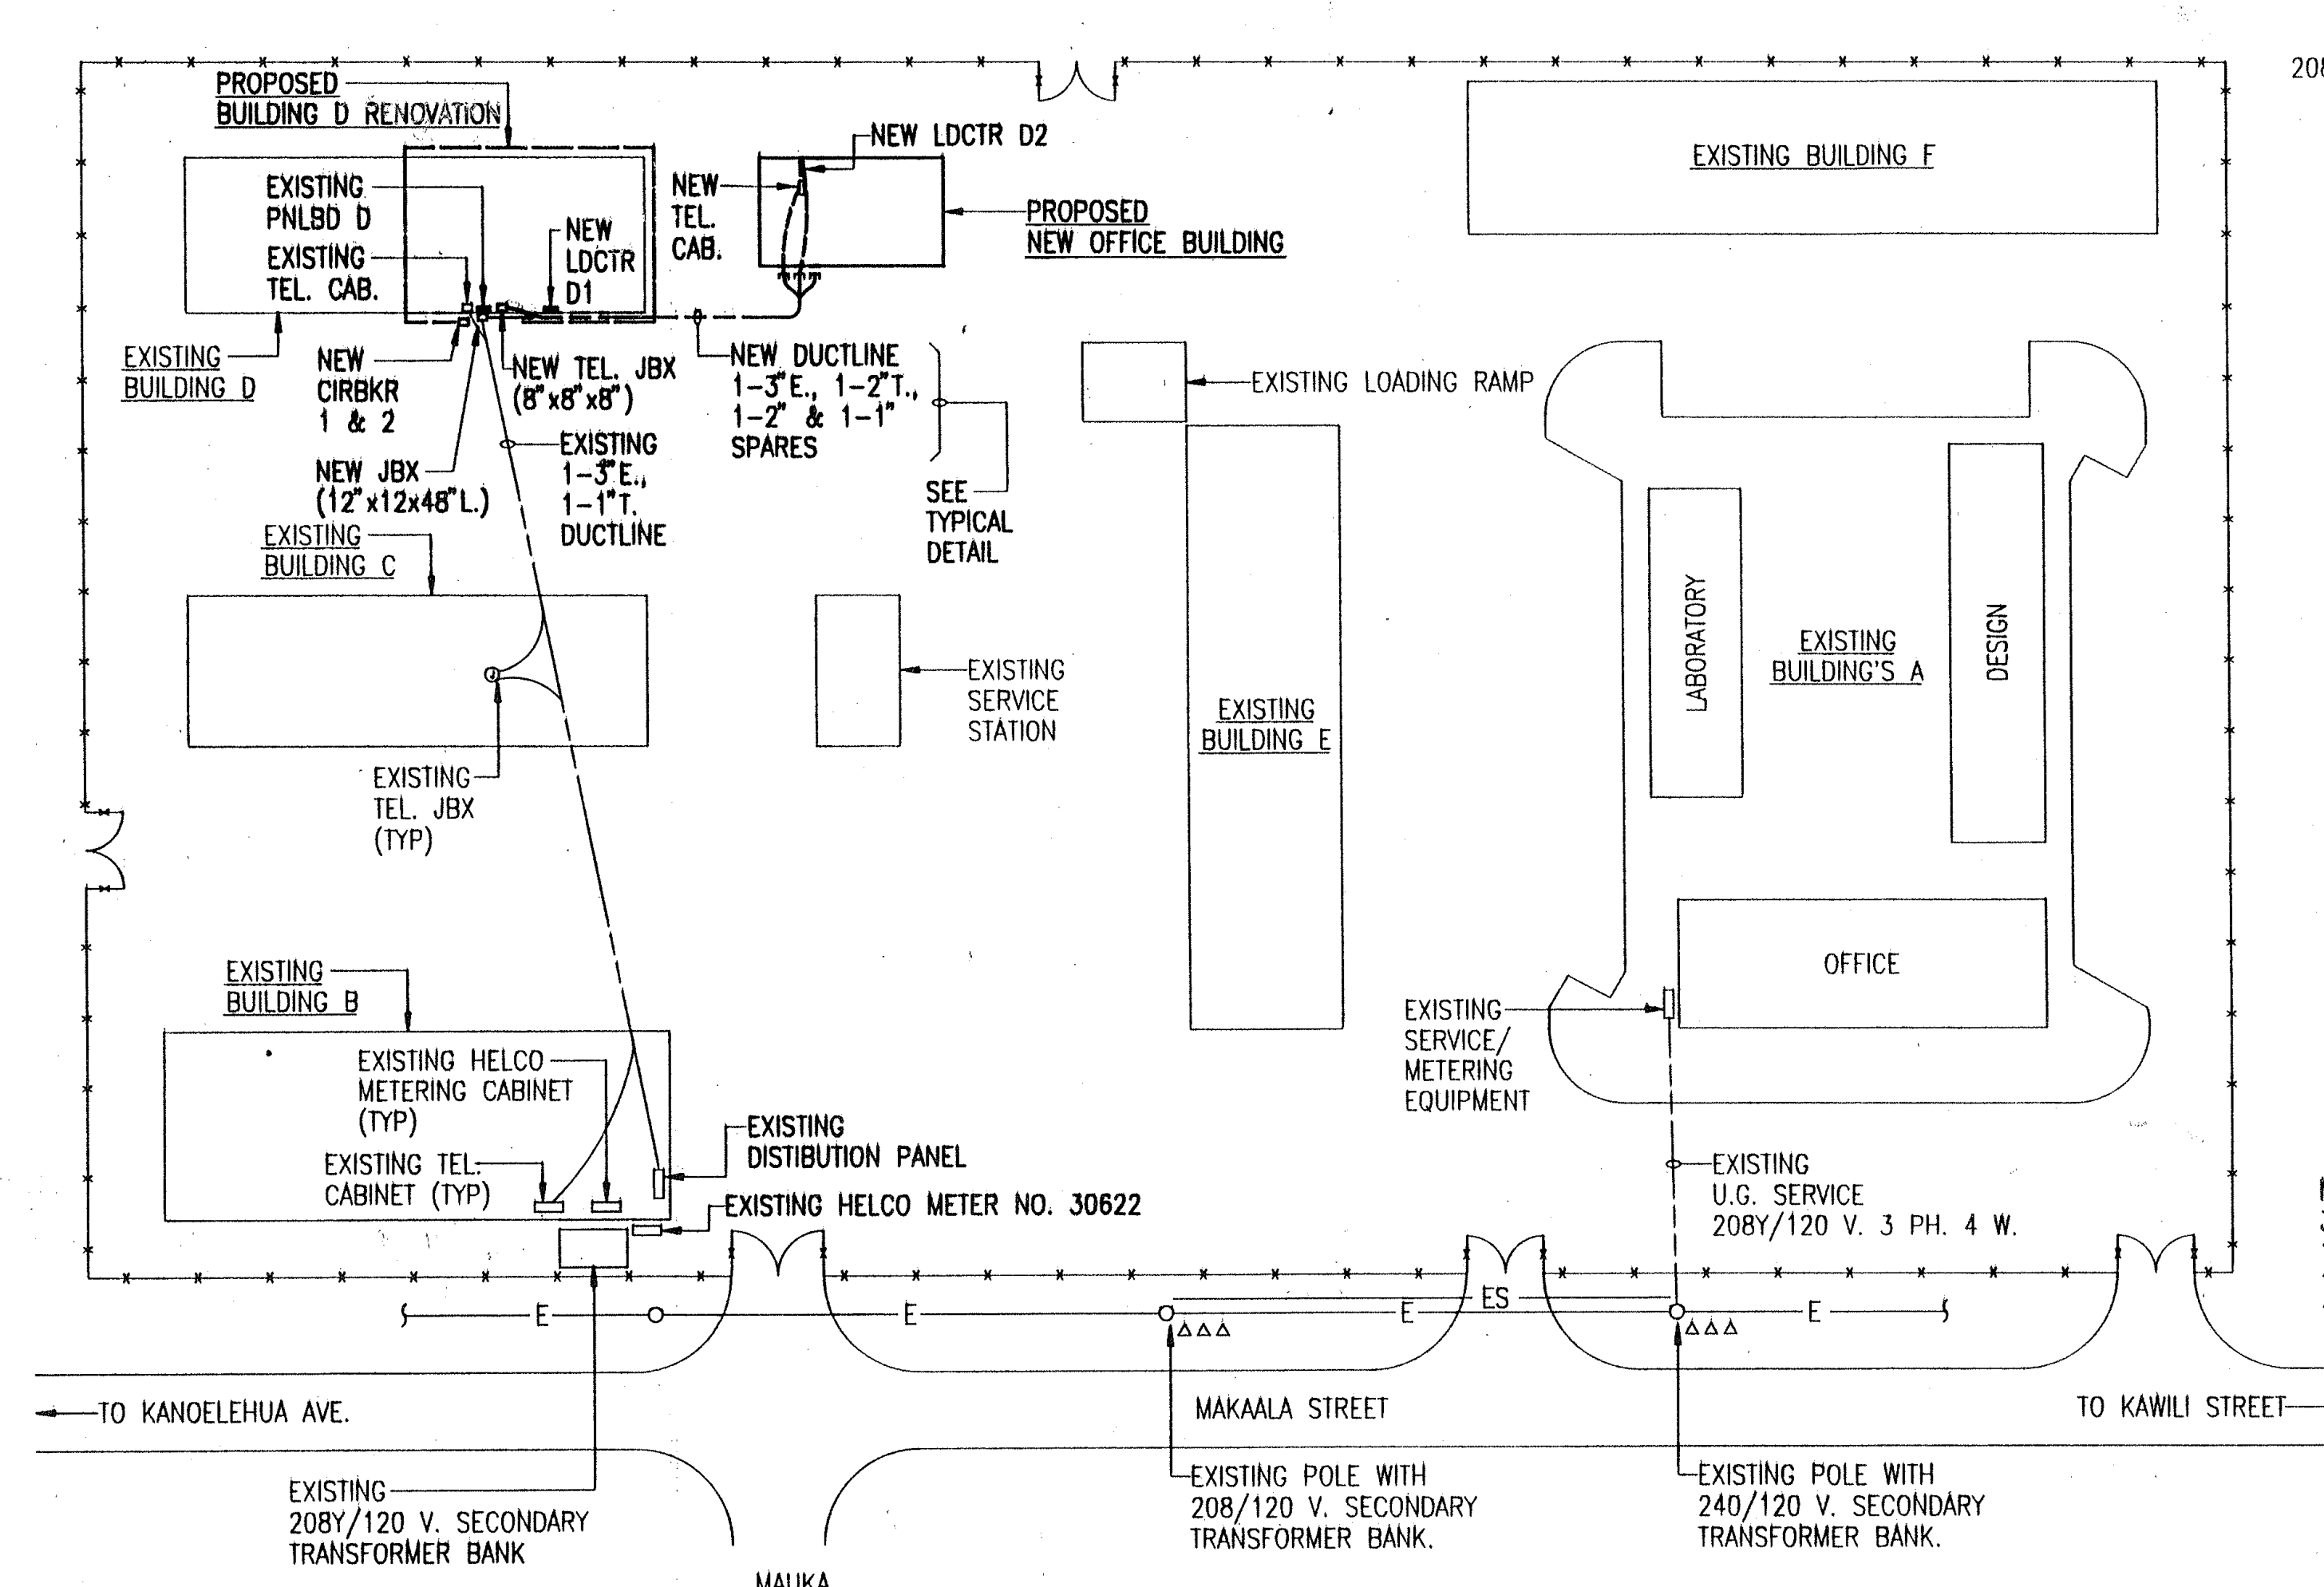 208
PROPOSED
BUILDING D RENOVATION
NEW LDCTR D2
EXISTING BUILDING F
EXISTING
PNLBD D
EXISTING
TEL. CAB.
NEW
LDCTR
D1
NEW
TEL.
CAB.
PROPOSED
NEW OFFICE BUILDING
EXISTING
BUILDING D
NEW
CIRBKR
1 & 2
NEW TEL. JBX
(8"x8"x8")
NEW DUCTLINE
1-3"E., 1-2"T.,
1-2" & 1-1"
SPARES
EXISTING LOADING RAMP
NEW JBX
(12"x12x48"L.)
EXISTING
1-3"E.,
1-1"T.
DUCTLINE
SEE
TYPICAL
DETAIL
EXISTING
BUILDING C
EXISTING
TEL. JBX
(TYP)
EXISTING
SERVICE
STATION
EXISTING
BUILDING E
LABORATORY
EXISTING
BUILDING'S A
DESIGN
OFFICE
EXISTING
BUILDING B
EXISTING HELCO
METERING CABINET
(TYP)
EXISTING TEL.
CABINET (TYP)
EXISTING
DISTIBUTION PANEL
EXISTING HELCO METER NO. 30622
EXISTING
SERVICE/
METERING
EQUIPMENT
EXISTING
U.G. SERVICE
208Y/120 V. 3 PH. 4 W.
E
E
E
ES
E
TO KANOELEHUA AVE.
MAKAALA STREET
TO KAWILI STREET
EXISTING
208Y/120 V. SECONDARY
TRANSFORMER BANK
EXISTING POLE WITH
208/120 V. SECONDARY
TRANSFORMER BANK.
EXISTING POLE WITH
240/120 V. SECONDARY
TRANSFORMER BANK.
MAUKA